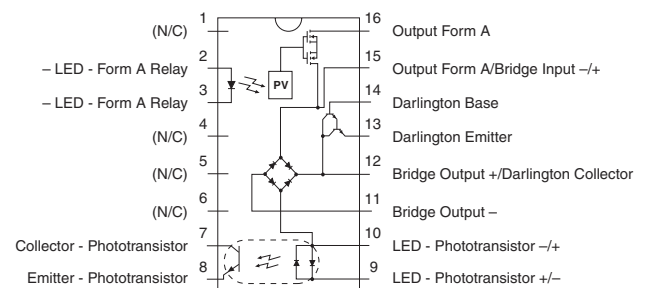 1
(N/C)
2
– LED - Form A Relay
– LED - Form A Relay
3
4
(N/C)
5
(N/C)
6
(N/C)
7
Collector - Phototransistor
8
Emitter - Phototransistor
PV
16
Output Form A
15
Output Form A/Bridge Input –/+
14
Darlington Base
13
Darlington Emitter
12
Bridge Output +/Darlington Collector
11
Bridge Output –
10
LED - Phototransistor –/+
9
LED - Phototransistor +/–